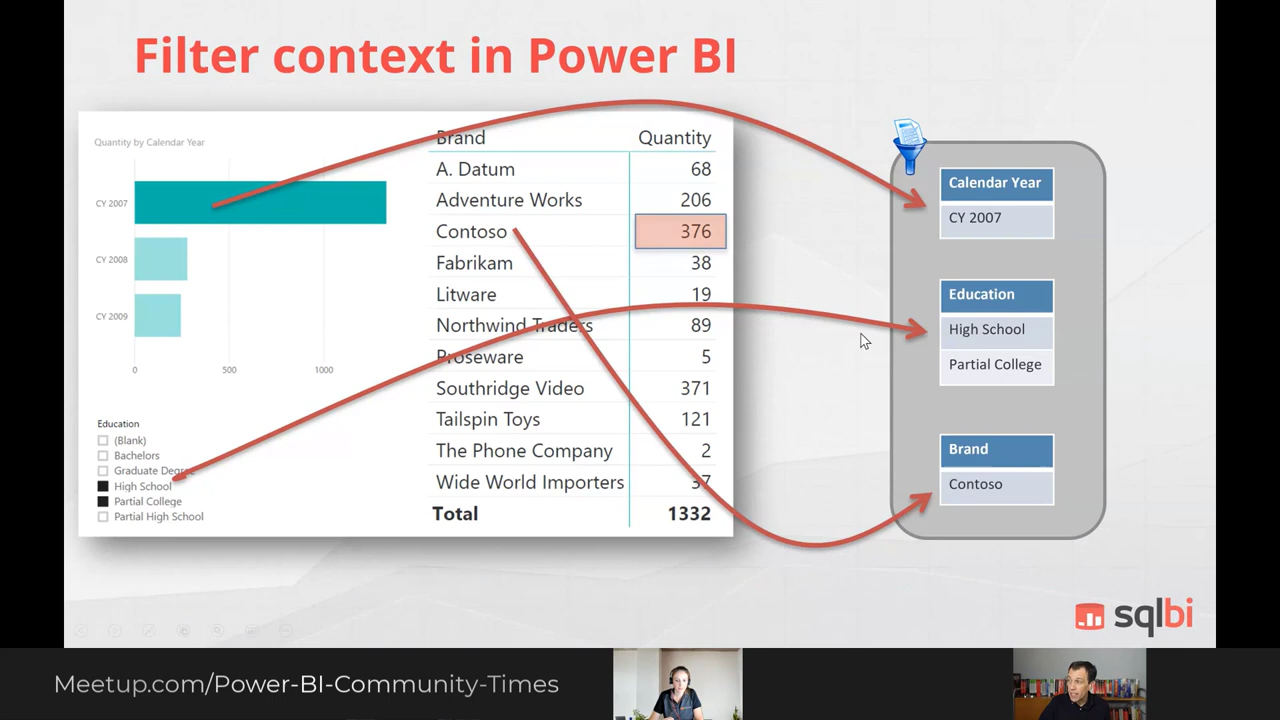 Filter context in Power BI
Quantity by Calendar Year
CY 2007
CY 2008
CY 2009
0 500 1000
Education
(Blank)
Bachelors
Graduate Degree
High School
Partial College
Partial High School
Brand Quantity
A. Datum 68
Adventure Works 206
Contoso 376
Fabrikam 38
Litware 19
Northwind Traders 89
Proseware 5
Southridge Video 371
Tailspin Toys 121
The Phone Company 2
Wide World Importers 37
Total 1332
Calendar Year
CY 2007
Education
High School
Partial College
Brand
Contoso
sqlbi
Meetup.com/Power-BI-Community-Times